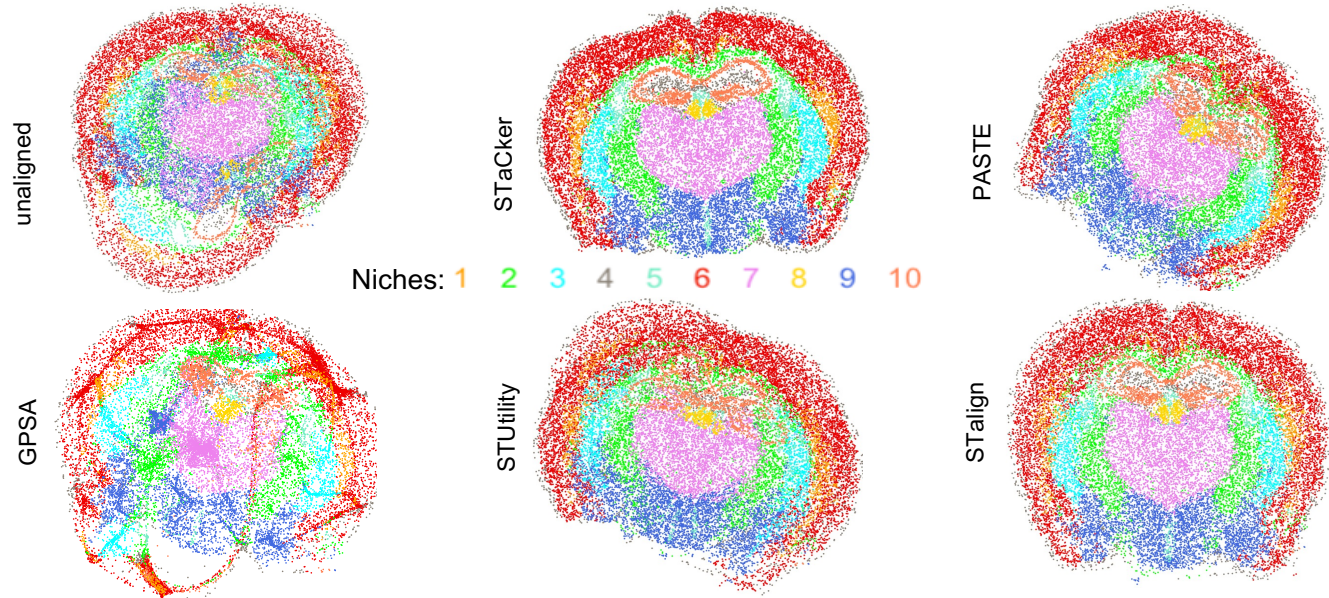 unaligned
STaCker
PASTE
Niches: 1 2 3 4 5 6 7 8 9 10
GPSA
STUtility
STalign